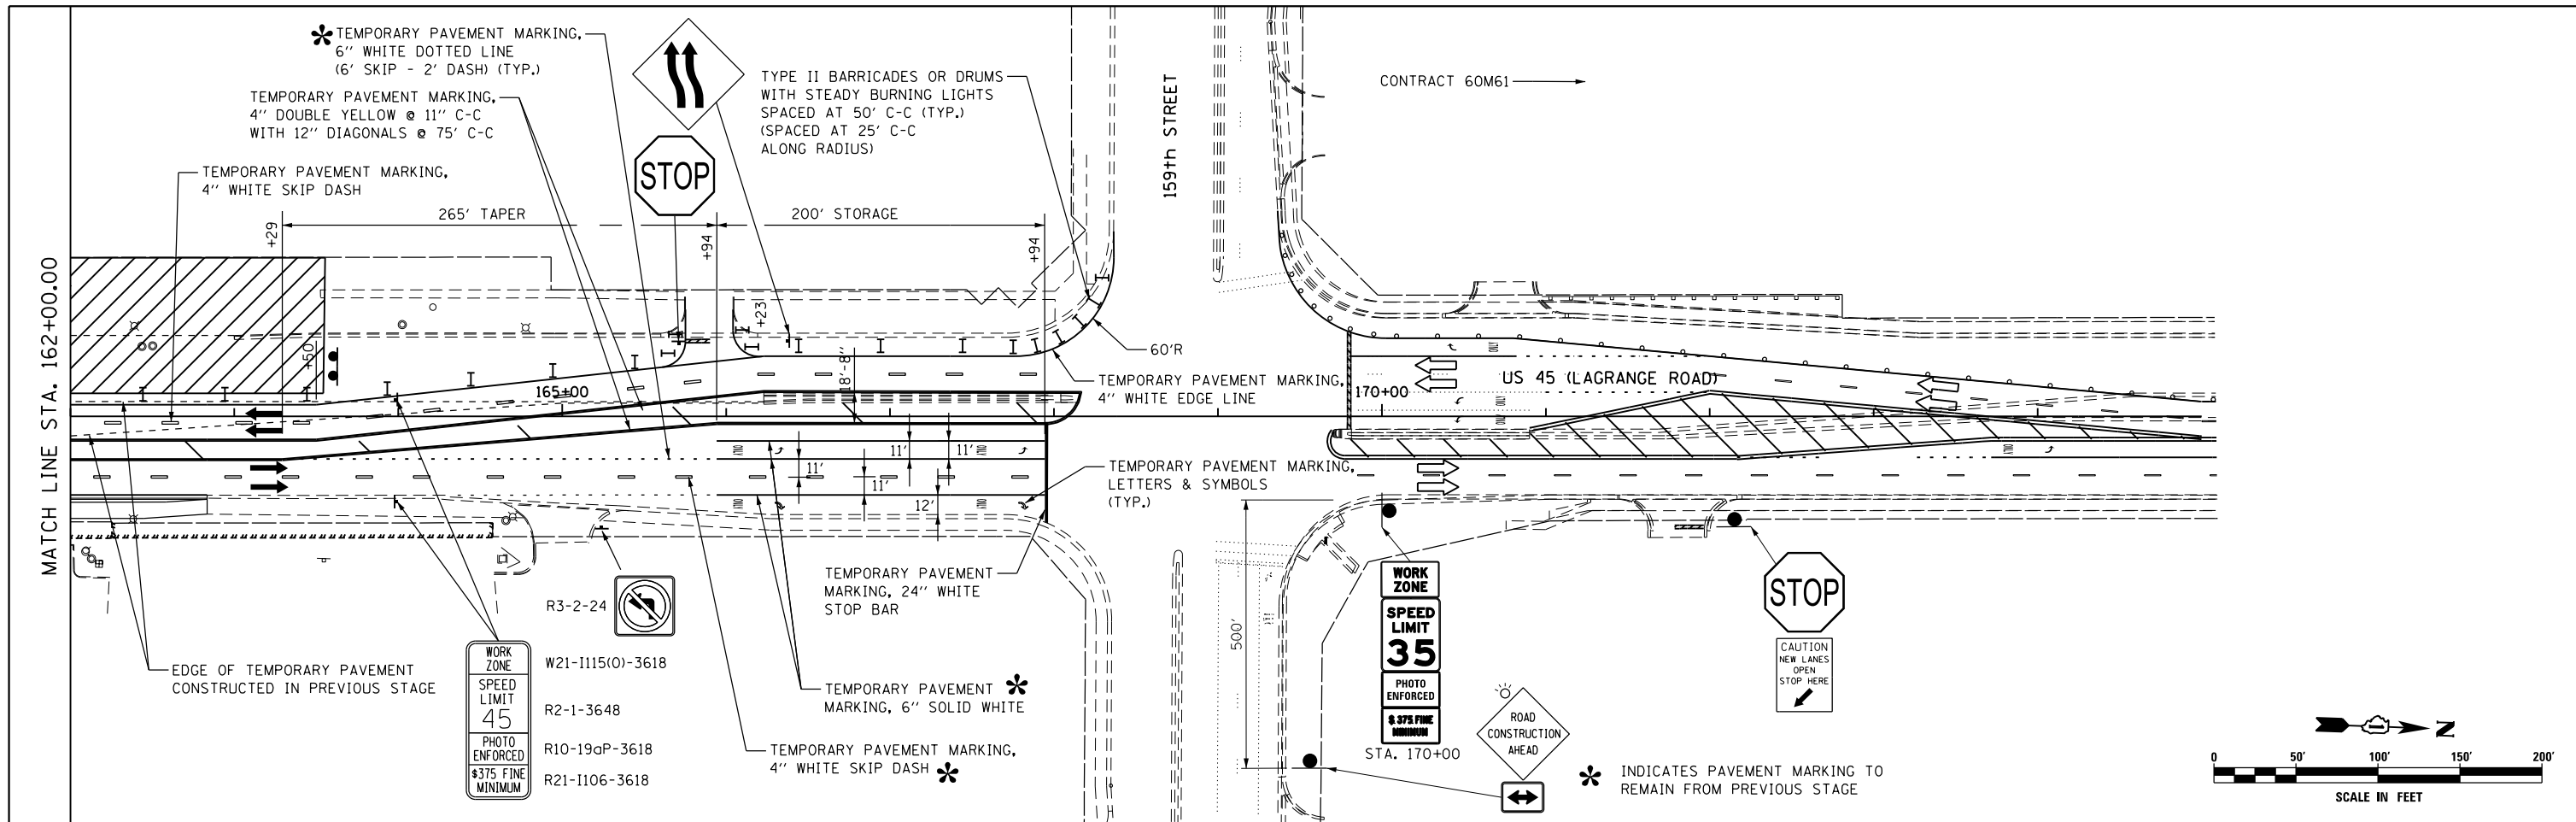 MATCH LINE STA. 162+00.00
TEMPORARY PAVEMENT MARKING,
6" WHITE DOTTED LINE
(6' SKIP - 2' DASH) (TYP.)
TEMPORARY PAVEMENT MARKING,
4" DOUBLE YELLOW @ 11" C-C
WITH 12" DIAGONALS @ 75' C-C
TEMPORARY PAVEMENT MARKING,
4" WHITE SKIP DASH
STOP
TYPE II BARRICADES OR DRUMS
WITH STEADY BURNING LIGHTS
SPACED AT 50' C-C (TYP.)
(SPACED AT 25' C-C
ALONG RADIUS)
159th STREET
CONTRACT 60M61
265' TAPER
200' STORAGE
+29
+94
+94
+50
+23
18'-8"
165+00
60'R
TEMPORARY PAVEMENT MARKING,
4" WHITE EDGE LINE
170+00
US 45 (LAGRANGE ROAD)
ONLY
ONLY
ONLY
ONLY
ONLY
ONLY
ONLY
ONLY
11'
11'
11'
11'
12'
TEMPORARY PAVEMENT MARKING,
LETTERS & SYMBOLS
(TYP.)
TEMPORARY PAVEMENT
MARKING, 24" WHITE
STOP BAR
R3-2-24
EDGE OF TEMPORARY PAVEMENT
CONSTRUCTED IN PREVIOUS STAGE
WORK
ZONE
SPEED
LIMIT
45
PHOTO
ENFORCED
$375 FINE
MINIMUM
W21-I115(O)-3618
R2-1-3648
R10-19aP-3618
R21-I106-3618
TEMPORARY PAVEMENT
MARKING, 6" SOLID WHITE
TEMPORARY PAVEMENT MARKING,
4" WHITE SKIP DASH
500'
WORK
ZONE
SPEED
LIMIT
35
PHOTO
ENFORCED
$375 FINE
MINIMUM
STA. 170+00
ROAD
CONSTRUCTION
AHEAD
STOP
CAUTION
NEW LANES
OPEN
STOP HERE
INDICATES PAVEMENT MARKING TO
REMAIN FROM PREVIOUS STAGE
N
0 50' 100' 150' 200'
SCALE IN FEET